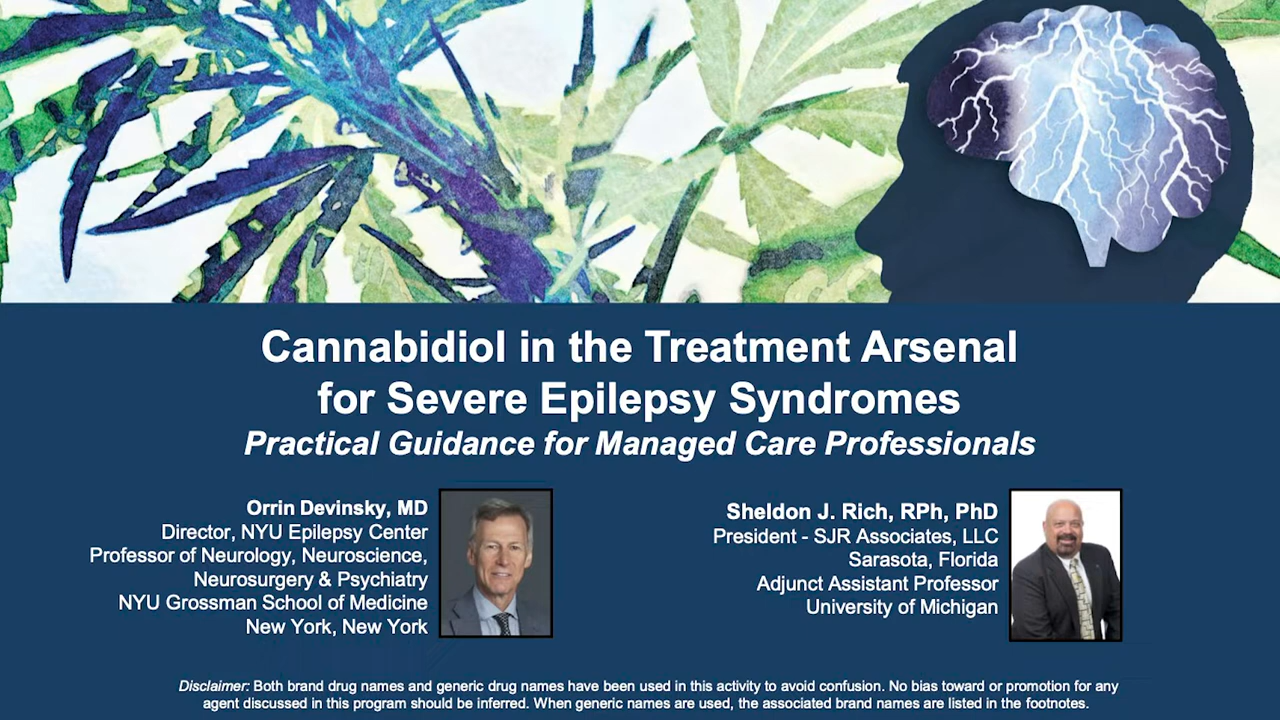 Cannabidiol in the Treatment Arsenal
for Severe Epilepsy Syndromes
Practical Guidance for Managed Care Professionals
Orrin Devinsky, MD
Director, NYU Epilepsy Center
Professor of Neurology, Neuroscience,
Neurosurgery & Psychiatry
NYU Grossman School of Medicine
New York, New York
Sheldon J. Rich, RPh, PhD
President - SJR Associates, LLC
Sarasota, Florida
Adjunct Assistant Professor
University of Michigan
Disclaimer: Both brand drug names and generic drug names have been used in this activity to avoid confusion. No bias toward or promotion for any
agent discussed in this program should be inferred. When generic names are used, the associated brand names are listed in the footnotes.